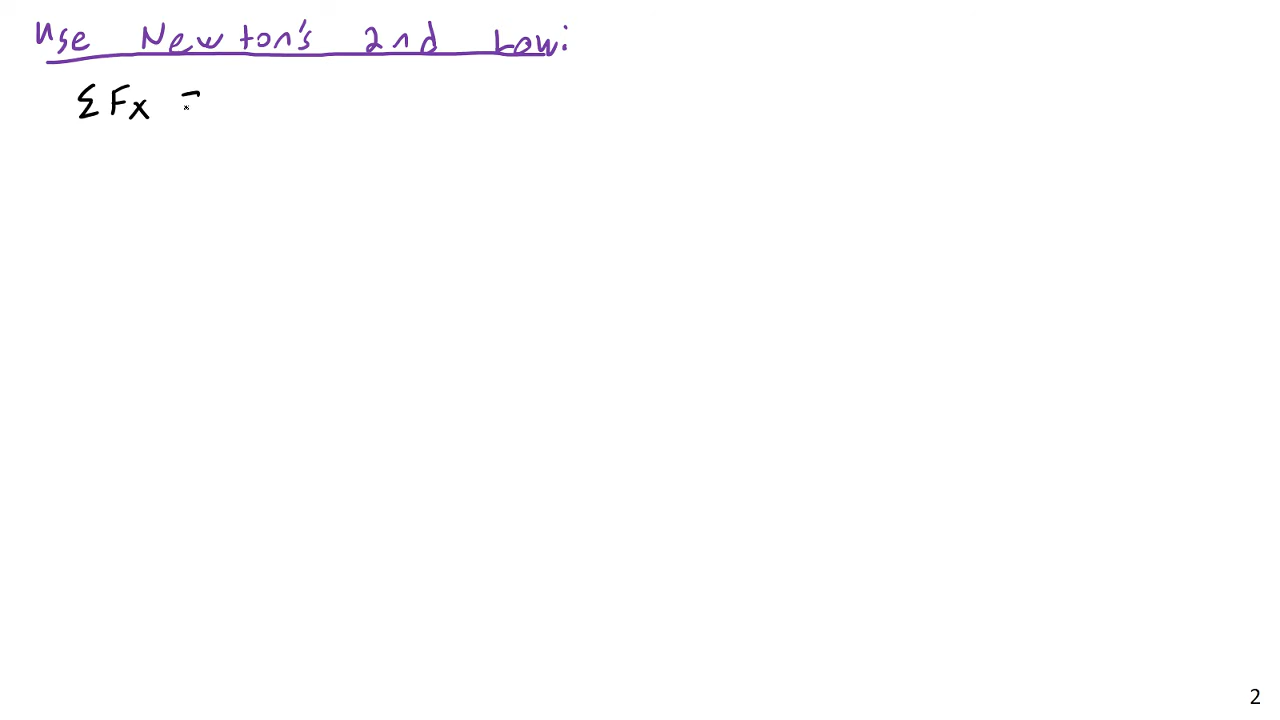 Use Newton's 2nd Law:
ΣFx =
2